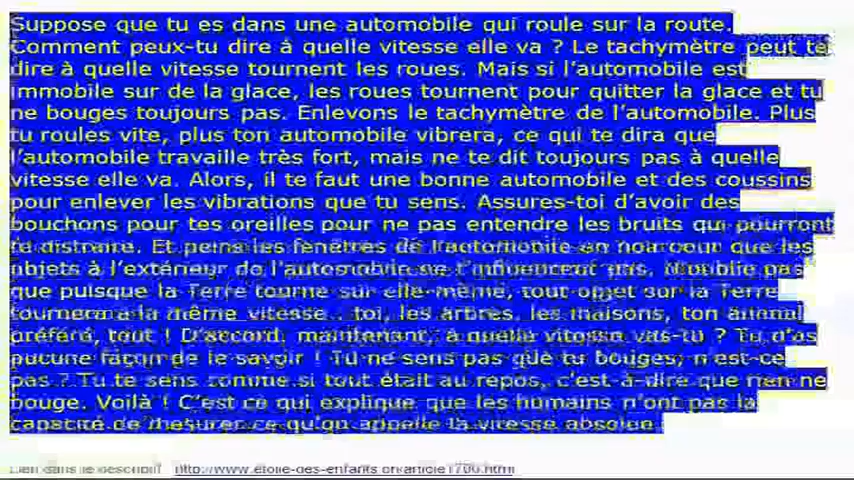 Suppose que tu es dans une automobile qui roule sur la route.
Comment peux-tu dire à quelle vitesse elle va ? Le tachymètre peut te
dire à quelle vitesse tournent les roues. Mais si l'automobile est
immobile sur de la glace, les roues tournent pour quitter la glace et tu
ne bouges toujours pas. Enlevons le tachymètre de l'automobile. Plus
tu roules vite, plus ton automobile vibrera, ce qui te dira que
l'automobile travaille très fort, mais ne te dit toujours pas à quelle
vitesse elle va. Alors, il te faut une bonne automobile et des coussins
pour enlever les vibrations que tu sens. Assures-toi d'avoir des
bouchons pour tes oreilles pour ne pas entendre les bruits qui pourront
te distraire. Et peins les fenêtres de l'automobile en noir pour que les
objets à l'extérieur de l'automobile ne t'influencent pas. N'oublie pas
que puisque la Terre tourne sur elle-même, tout objet sur la Terre
tournera à la même vitesse : toi, les arbres, les maisons, ton animal
préféré, tout ! D'accord, maintenant, à quelle vitesse vas-tu ? Tu n'as
aucune façon de le savoir ! Tu ne sens pas que tu bouges, n'est-ce
pas ? Tu te sens comme si tout était au repos, c'est-à-dire que rien ne
bouge. Voilà ! C'est ce qui explique que les humains n'ont pas la
capacité de mesurer ce qu'on appelle la vitesse absolue.
Lien dans le descriptif